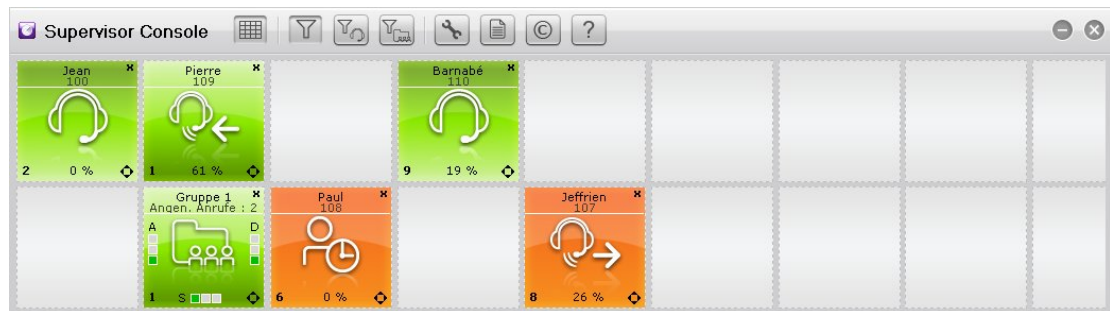 Supervisor Console
©
?
Jean
100
2 0 %
Pierre
109
1 61 %
Barnabé
110
9 19 %
Gruppe 1
Angen. Anrufe : 2
A D
1 S
Paul
108
6 0 %
Jeffrien
107
8 26 %